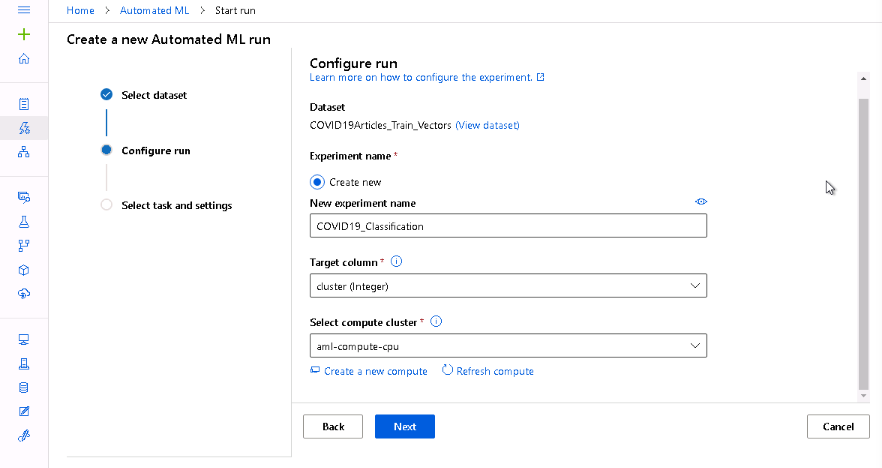 Home > Automated ML > Start run
Create a new Automated ML run
Select dataset
Configure run
Select task and settings
Configure run
Learn more on how to configure the experiment.
Dataset
COVID19Articles_Train_Vectors (View dataset)
Experiment name *
Create new
New experiment name
COVID19_Classification
Target column *
cluster (Integer)
Select compute cluster *
aml-compute-cpu
Create a new compute Refresh compute
Back Next Cancel